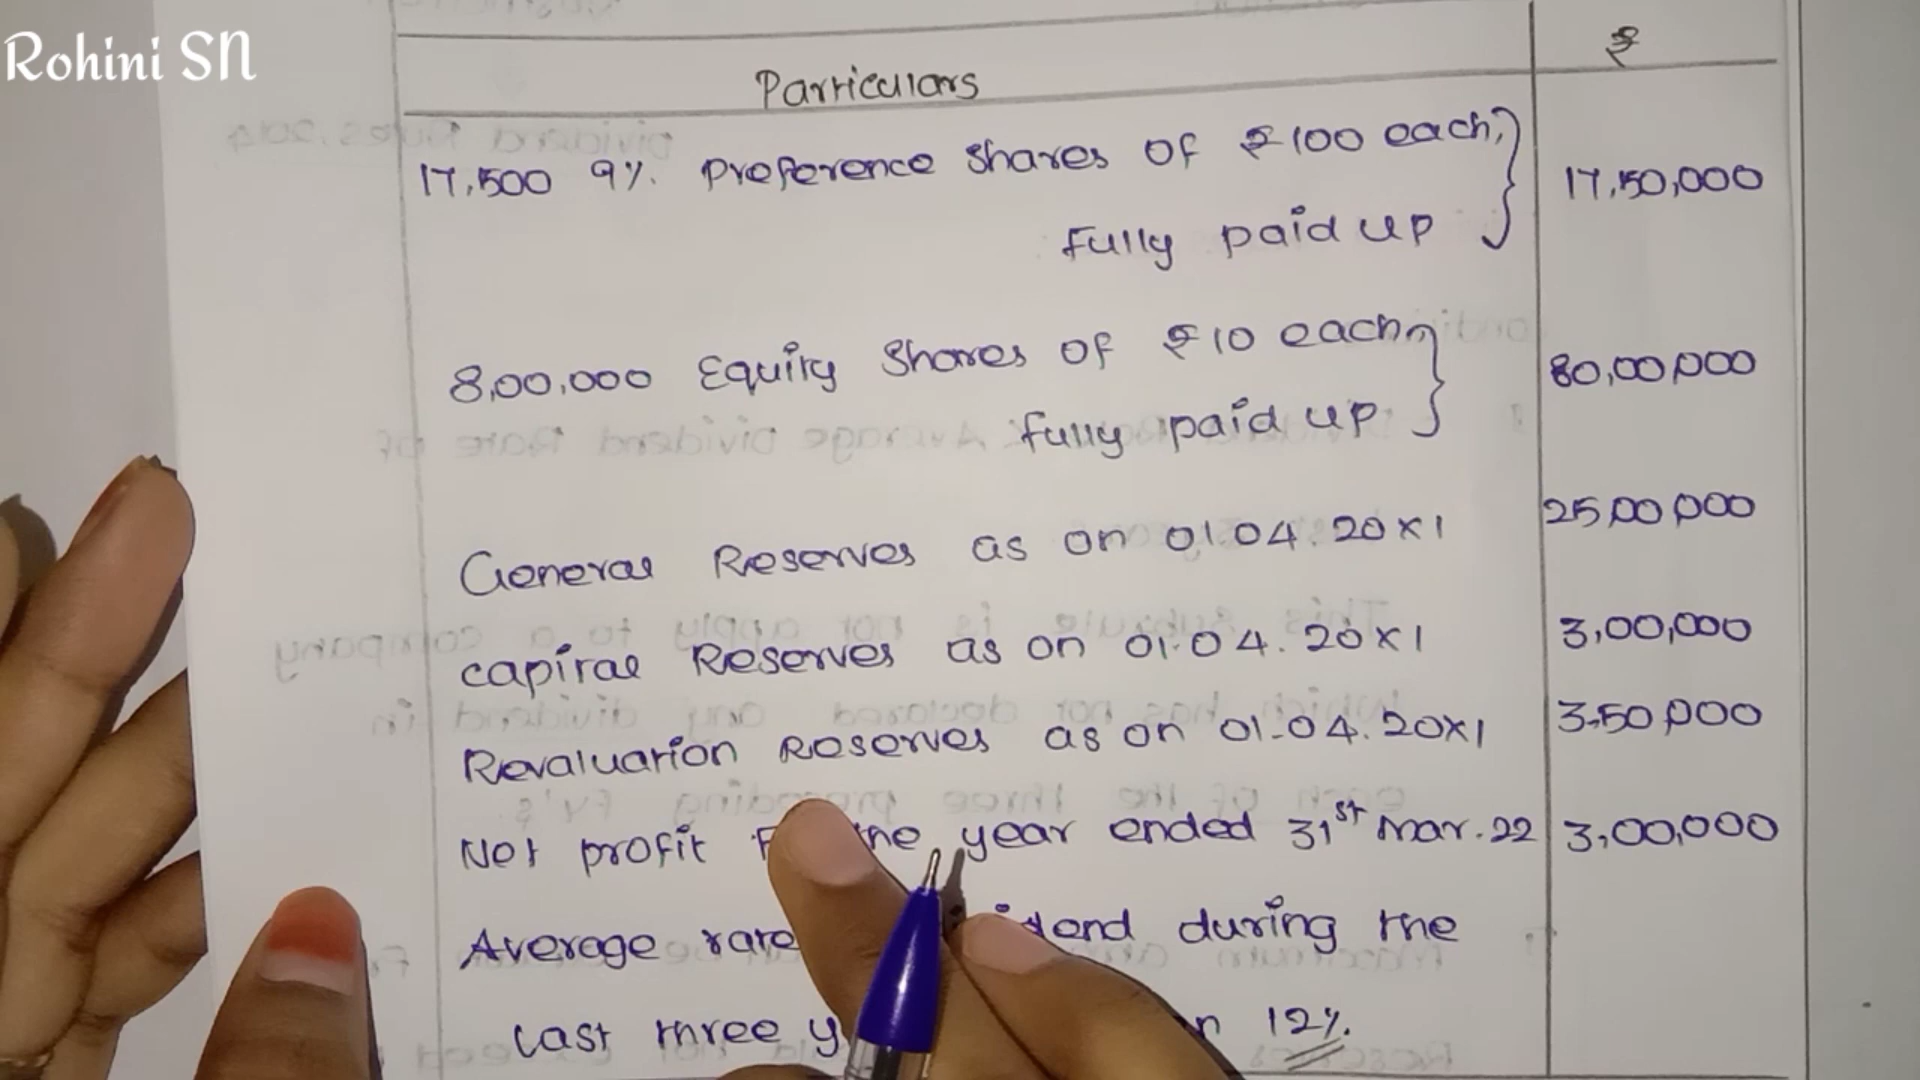 Rohini SN
₹
Particulars
17,500 9% Preference Shares of ₹100 each,
fully paid up
17,50,000
8,00,000 Equity Shares of ₹10 each,
fully paid up
80,00,000
General Reserves as on 01.04.20x1
25,00,000
Capital Reserves as on 01.04.20x1
3,00,000
Revaluation Reserves as on 01.04.20x1
3,50,000
Net profit the year ended 31st Mar.22
3,00,000
Average rate during the
last three 12%.